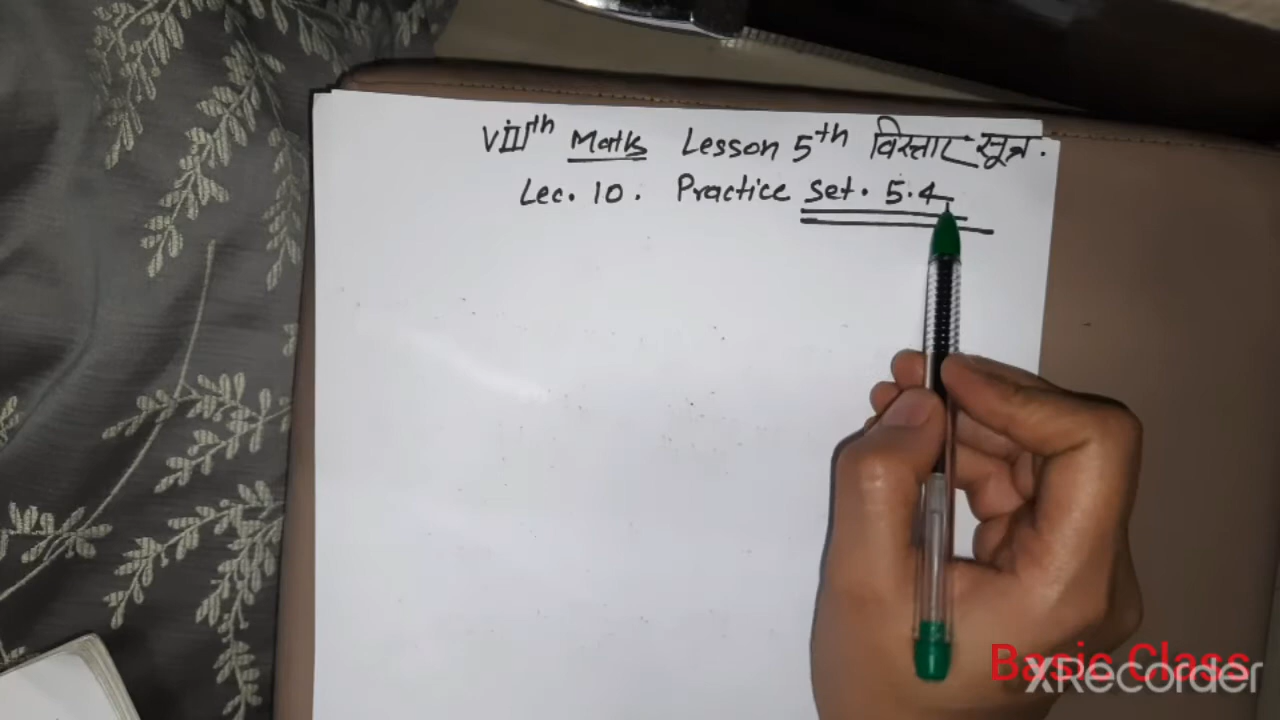 VIIIth Maths Lesson 5th विस्तार सूत्र.
Lec. 10. Practice Set. 5.4
Basic Class
XRecorder